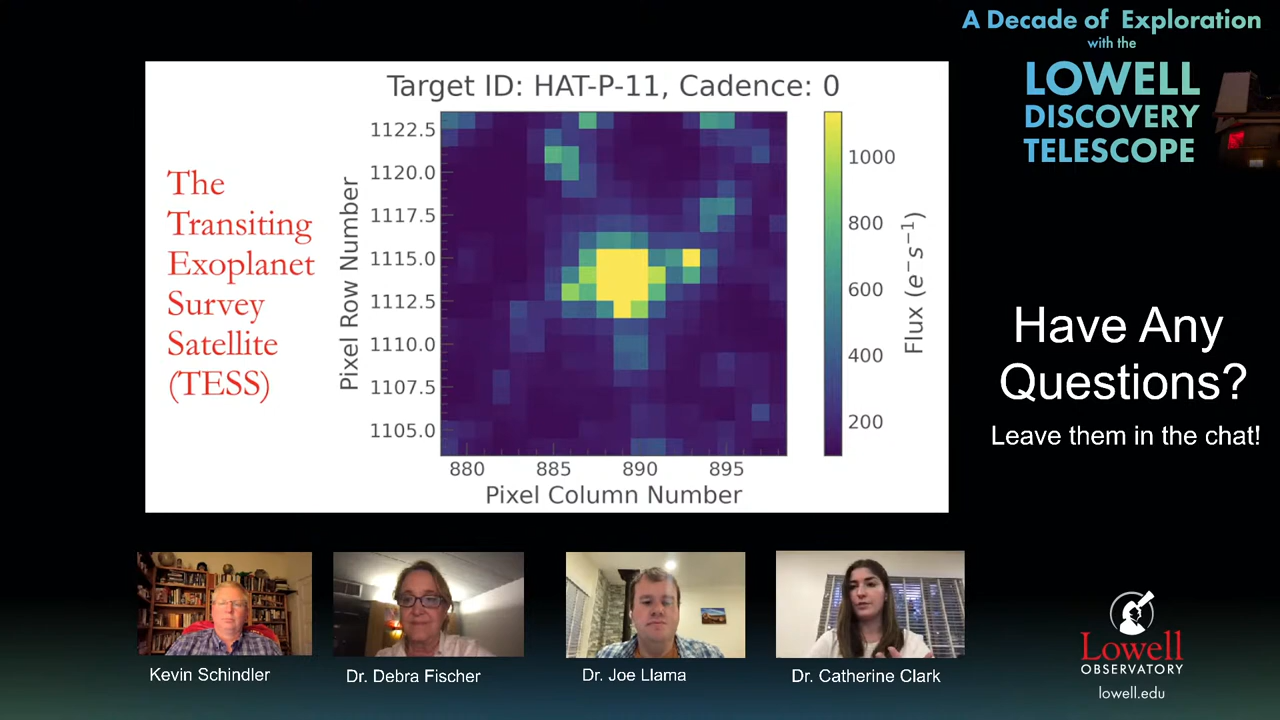 A Decade of Exploration
with the
LOWELL
DISCOVERY
TELESCOPE
Target ID: HAT-P-11, Cadence: 0
The
Transiting
Exoplanet
Survey
Satellite
(TESS)
Pixel Row Number
1122.5
1120.0
1117.5
1115.0
1112.5
1110.0
1107.5
1105.0
880 885 890 895
Pixel Column Number
1000
800
600
400
200
Flux (e⁻ s⁻¹)
Have Any
Questions?
Leave them in the chat!
Kevin Schindler
Dr. Debra Fischer
Dr. Joe Llama
Dr. Catherine Clark
Lowell
OBSERVATORY
lowell.edu